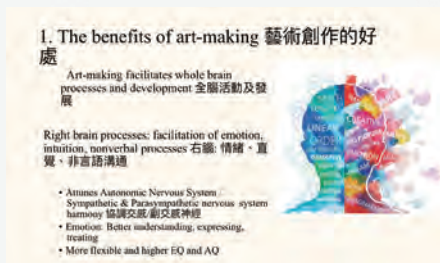 1. The benefits of art-making 藝術創作的好
處
Art-making facilitates whole brain
processes and development 全腦活動及發
展
Right brain processes: facilitation of emotion,
intuition, nonverbal processes 右腦: 情緒、直
覺、非言語溝通
• Attunes Autonomic Nervous System
Sympathetic & Parasympathetic nervous system
harmony 協調交感/副交感神經
• Emotion: Better understanding, expressing,
treating
• More flexible and higher EQ and AQ
LINEAR
ORDER
CREATIVE